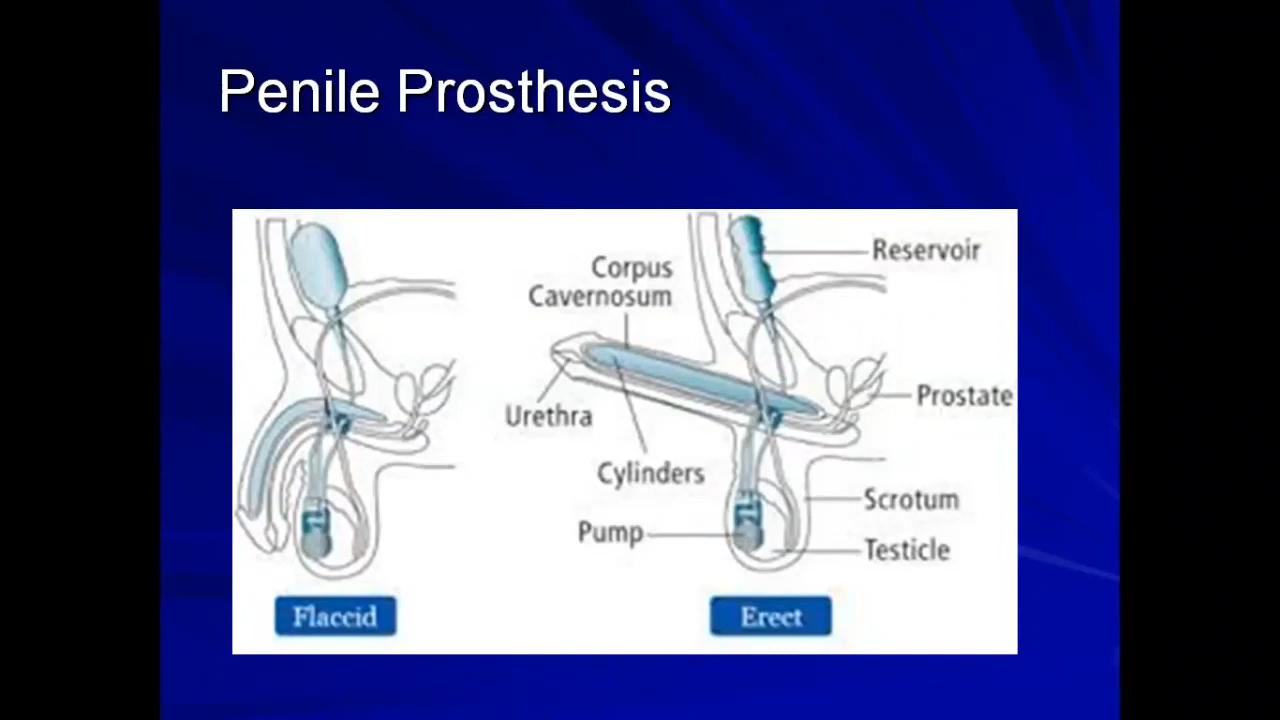 Penile Prosthesis
Reservoir
Corpus
Cavernosum
Prostate
Urethra
Cylinders
Scrotum
Pump
Testicle
Flaccid
Erect